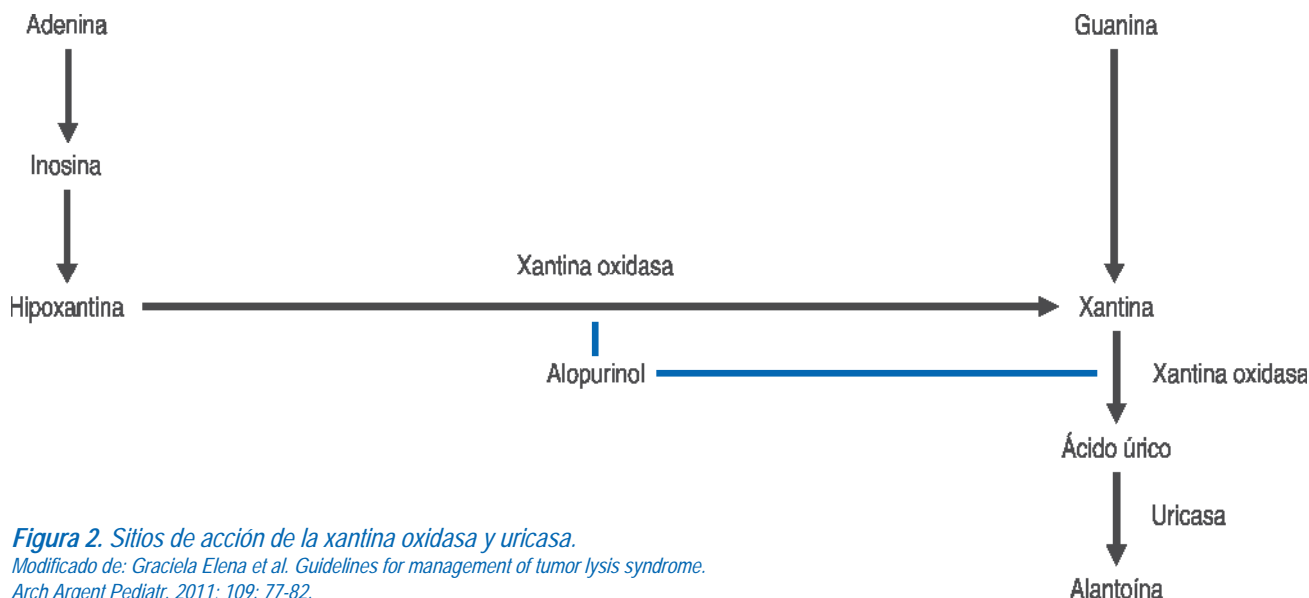 Adenina
Guanina
Inosina
Xantina oxidasa
Hipoxantina
Xantina
Alopurinol
Xantina oxidasa
Ácido úrico
Uricasa
Alantoína
Figura 2. Sitios de acción de la xantina oxidasa y uricasa.
Modificado de: Graciela Elena et al. Guidelines for management of tumor lysis syndrome.
Arch Argent Pediatr. 2011; 109: 77-82.